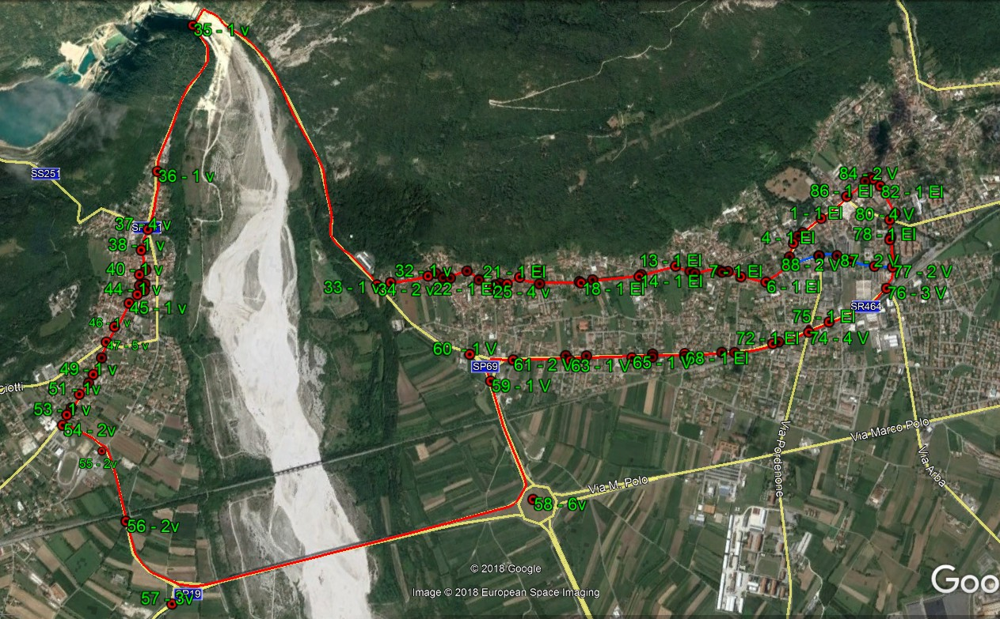 35 - 1 v
SS251
36 - 1 v
84 - 2 V
86 - 1 El
82 - 1 El
1 - 1 El
80 - 4 V
37 - 4 v
78 - 1 El
4 - 1 El
38 - 1 v
13 - 1 El
87 - 2 V
88 - 2 V
40 - 1 v
32 - 1 v
21 - 1 El
7 - 1 El
77 - 2 V
14 - 1 El
44 - 1 v
33 - 1 v
34 - 2 v
22 - 1 El
25 - 4 v
18 - 1 El
6 - 1 El
76 - 3 V
45 - 1 v
SR464
46 - 1 v
75 - 1 El
72 - 1 El
74 - 4 V
47 - 5 v
60 - 1 V
68 - 1 El
SP69
61 - 2 V
63 - 1 V
65 - 1 V
49 - 1 v
59 - 1 V
Ciotti
51 - 1v
53 - 1 v
54 - 2v
Via Marco Polo
Via Pordenone
Via Arba
55 - 2v
Via M. Polo
58 - 6v
56 - 2v
© 2018 Google
Image © 2018 European Space Imaging
Goo
57 - 3v
SP19